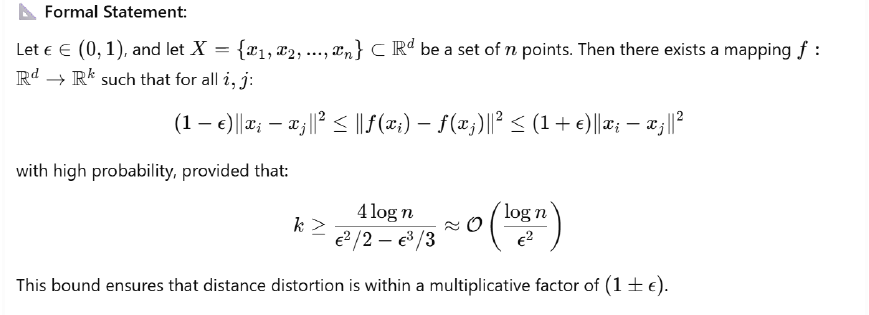 Formal Statement:
Let ϵ ∈ (0, 1), and let X = {x₁, x₂, ..., xₙ} ⊂ ℝᵈ be a set of n points. Then there exists a mapping f :
ℝᵈ → ℝᵏ such that for all i, j:
(1 − ϵ)∥xᵢ − xⱼ∥² ≤ ∥f(xᵢ) − f(xⱼ)∥² ≤ (1 + ϵ)∥xᵢ − xⱼ∥²
with high probability, provided that:
k ≥ 4 log n / (ϵ²/2 − ϵ³/3) ≈ 𝒪(log n / ϵ²)
This bound ensures that distance distortion is within a multiplicative factor of (1 ± ϵ).